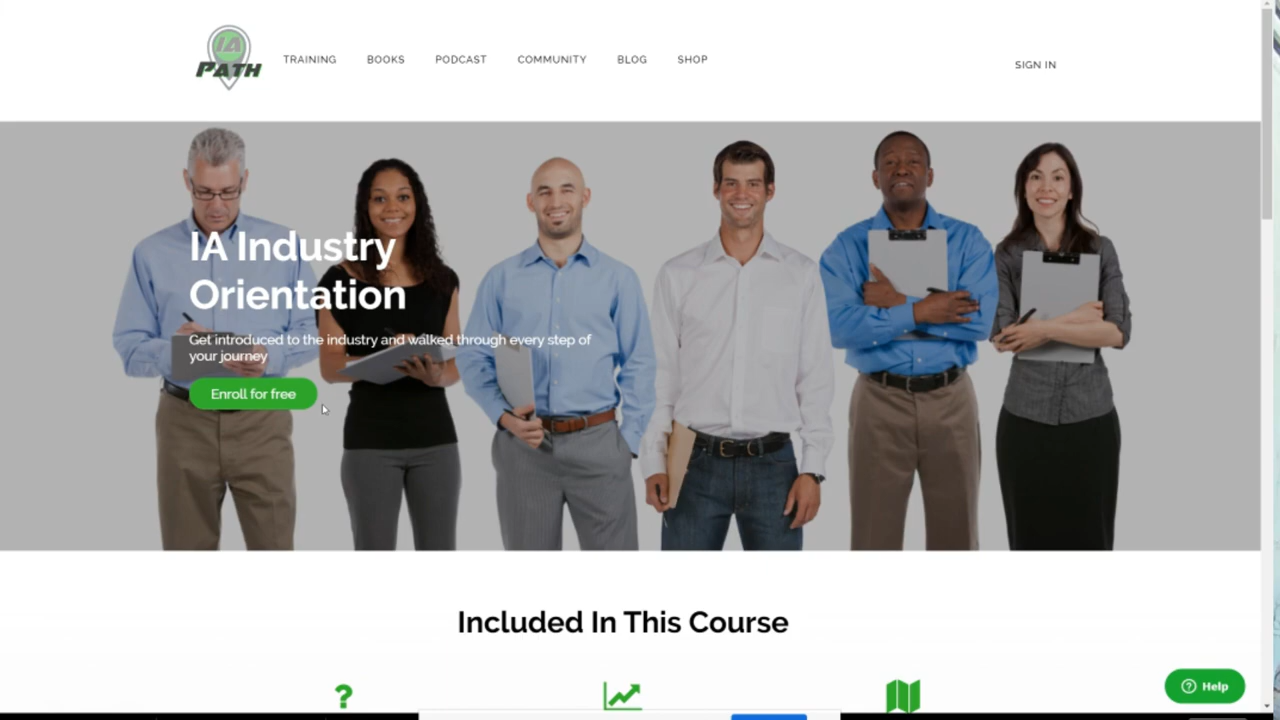 IA
PATH
TRAINING
BOOKS
PODCAST
COMMUNITY
BLOG
SHOP
SIGN IN
IA Industry
Orientation
Get introduced to the industry and walked through every step of
your journey
Enroll for free
Included In This Course
?
Help